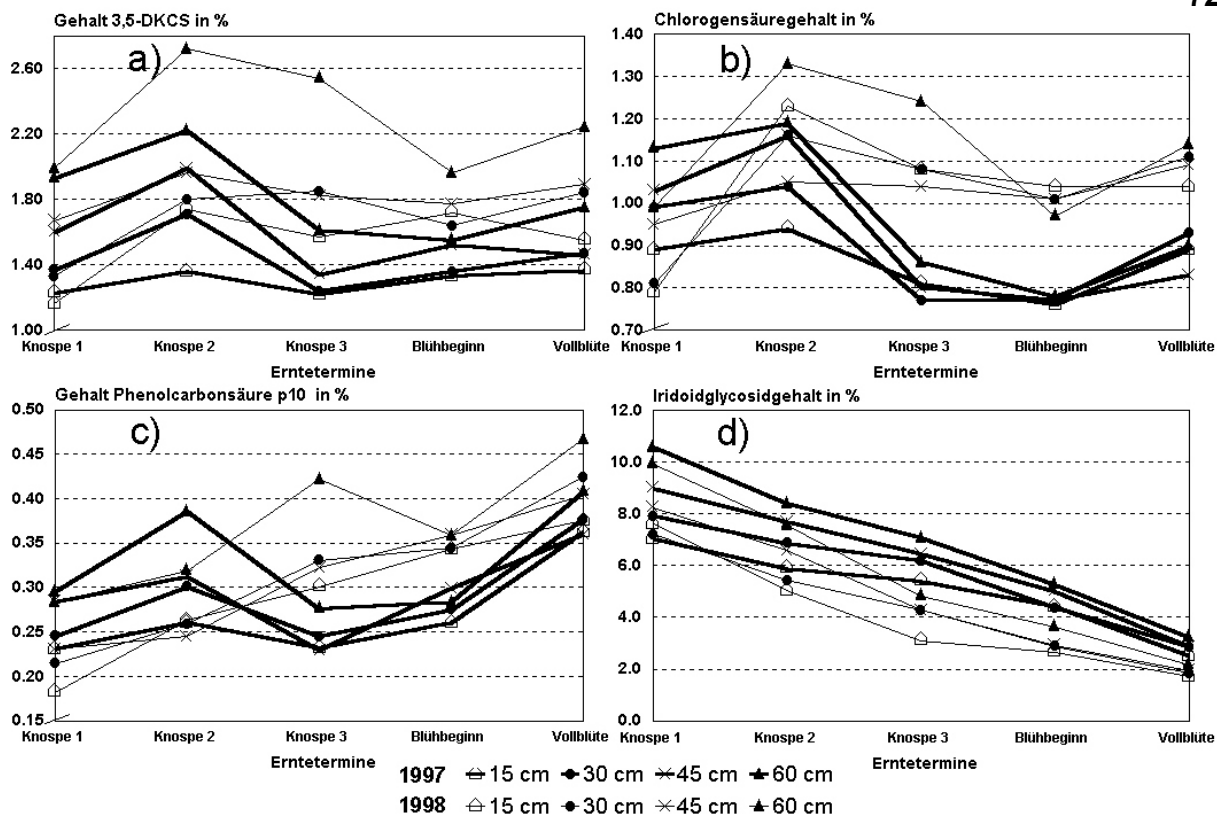 Gehalt 3,5-DKCS in %
a)
2.60
2.20
1.80
1.40
1.00
Knospe 1 Knospe 2 Knospe 3 Blühbeginn Vollblüte
Erntetermine
Chlorogensäuregehalt in %
b)
1.40
1.30
1.20
1.10
1.00
0.90
0.80
0.70
Knospe 1 Knospe 2 Knospe 3 Blühbeginn Vollblüte
Erntetermine
Gehalt Phenolcarbonsäure p10 in %
c)
0.50
0.45
0.40
0.35
0.30
0.25
0.20
0.15
Knospe 1 Knospe 2 Knospe 3 Blühbeginn Vollblüte
Erntetermine
Iridoidglycosidgehalt in %
d)
12.0
10.0
8.0
6.0
4.0
2.0
0.0
Knospe 1 Knospe 2 Knospe 3 Blühbeginn Vollblüte
Erntetermine
1997 15 cm 30 cm 45 cm 60 cm
1998 15 cm 30 cm 45 cm 60 cm